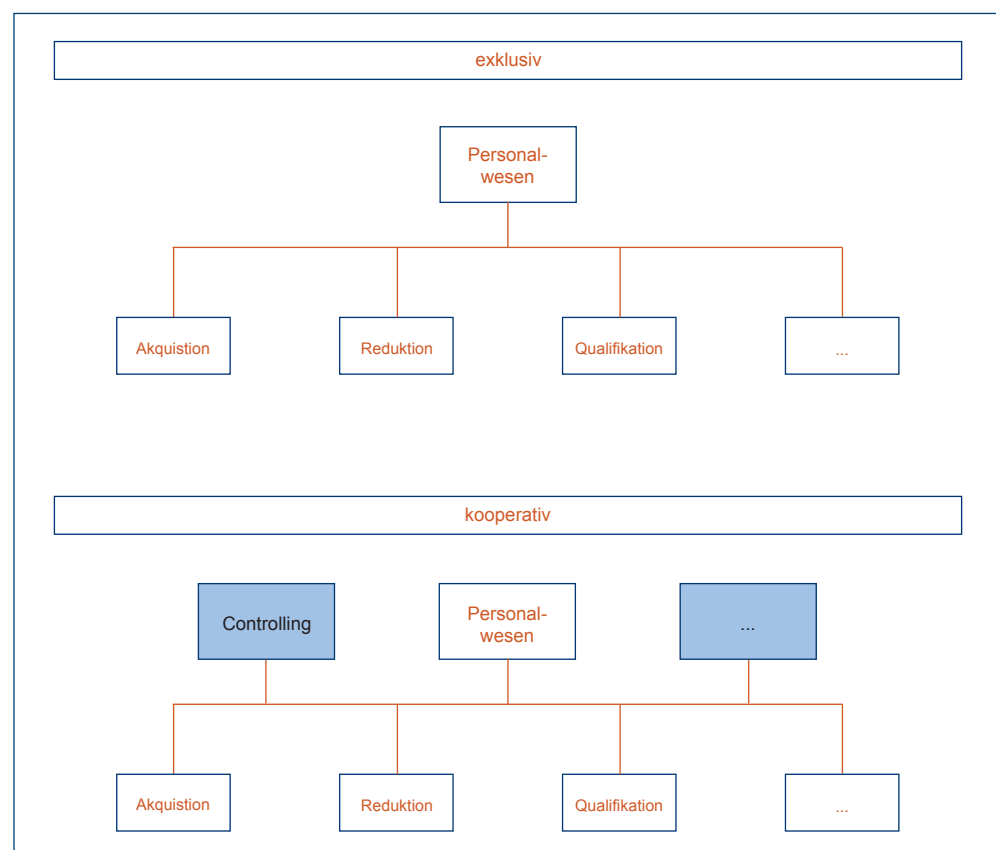 exklusiv
Personal-
wesen
Akquistion
Reduktion
Qualifikation
...
kooperativ
Controlling
Personal-
wesen
...
Akquistion
Reduktion
Qualifikation
...